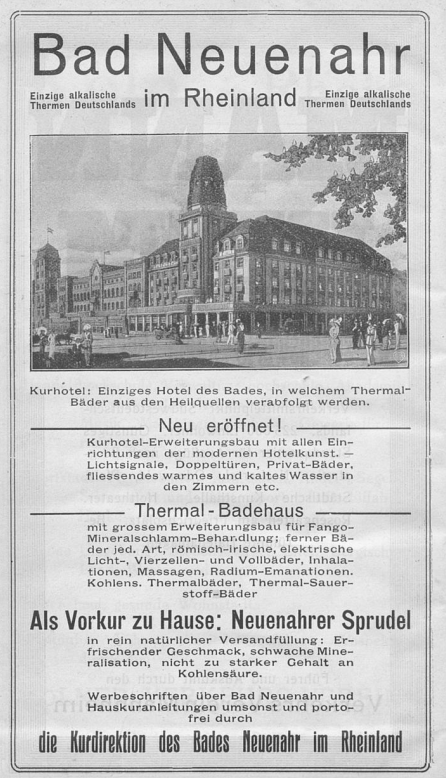 Bad Neuenahr
Einzige alkalische
Thermen Deutschlands
im Rheinland
Einzige alkalische
Thermen Deutschlands
Kurhotel: Einziges Hotel des Bades, in welchem Thermal-
Bäder aus den Heilquellen verabfolgt werden.
Neu eröffnet!
Kurhotel-Erweiterungsbau mit allen Ein-
richtungen der modernen Hotelkunst. —
Lichtsignale, Doppeltüren, Privat-Bäder,
fliessendes warmes und kaltes Wasser in
den Zimmern etc.
Thermal-Badehaus
mit grossem Erweiterungsbau für Fango-
Mineralschlamm-Behandlung; ferner Bä-
der jed. Art, römisch-irische, elektrische
Licht-, Vierzellen- und Vollbäder, Inhala-
tionen, Massagen, Radium-Emanationen.
Kohlens. Thermalbäder, Thermal-Sauer-
stoff-Bäder
Als Vorkur zu Hause: Neuenahrer Sprudel
in rein natürlicher Versandfüllung: Er-
frischender Geschmack, schwache Mine-
ralisation, nicht zu starker Gehalt an
Kohlensäure.
Werbeschriften über Bad Neuenahr und
Hauskuranleitungen umsonst und porto-
frei durch
die Kurdirektion des Bades Neuenahr im Rheinland